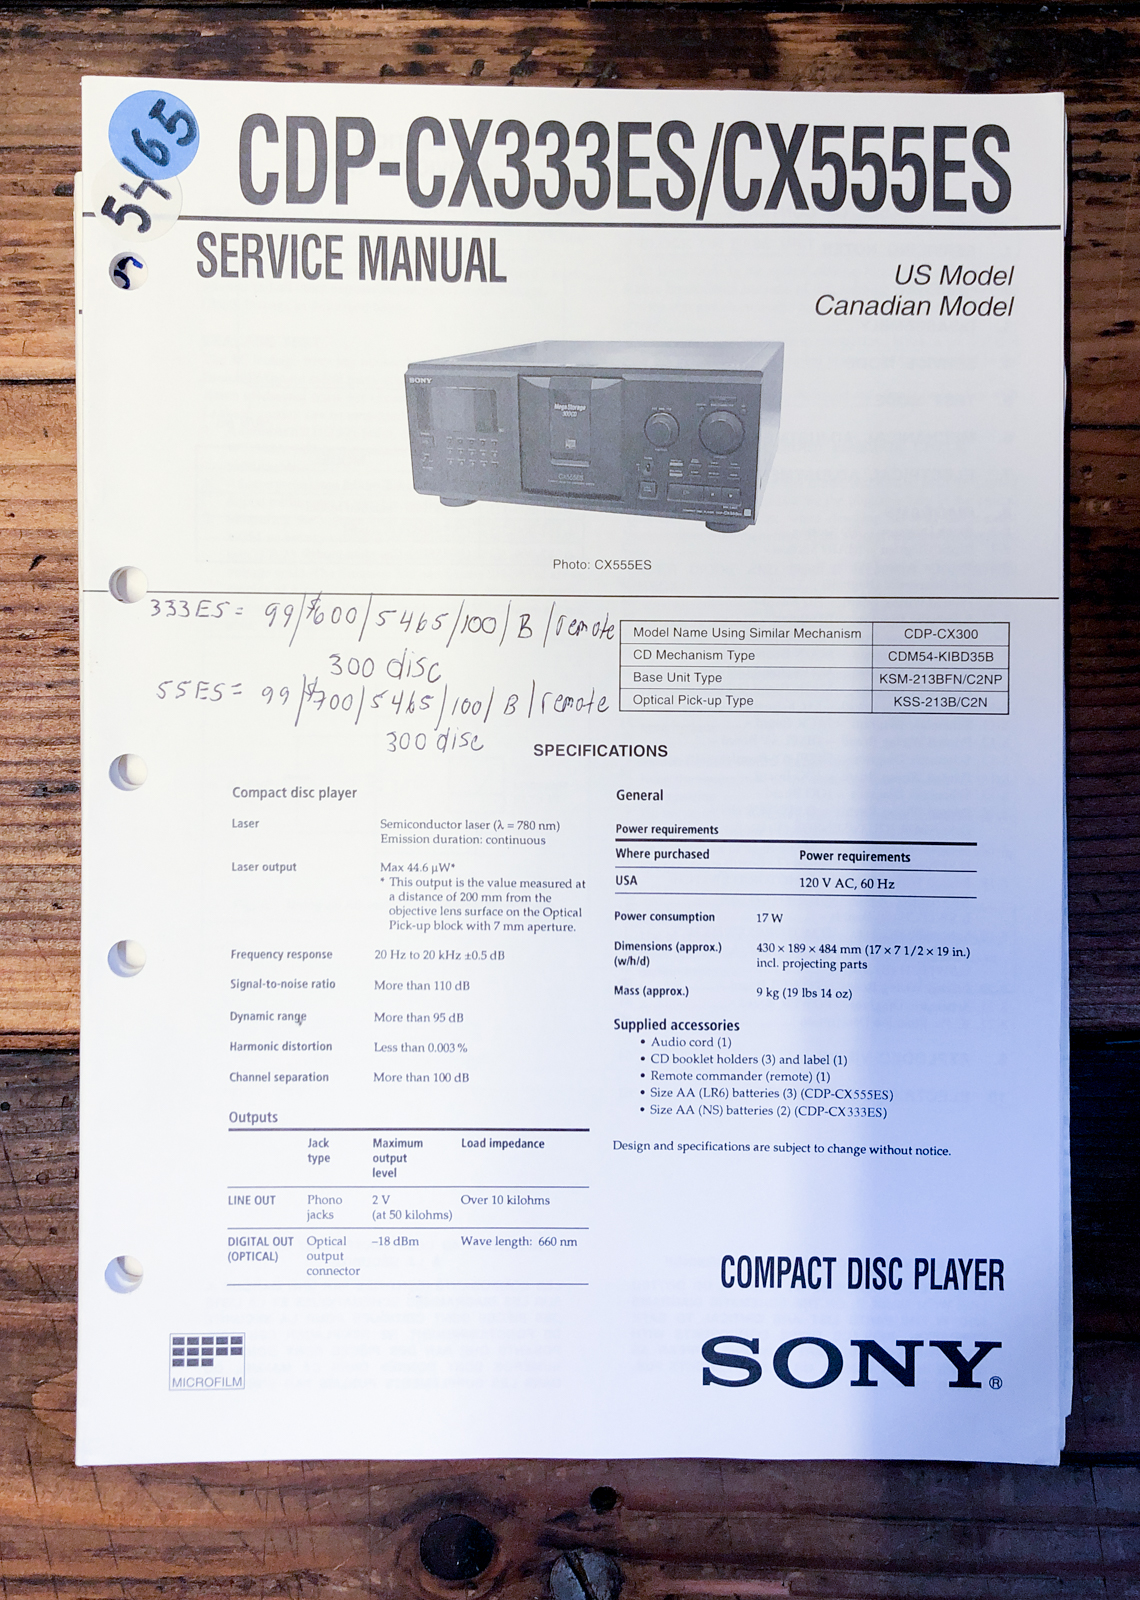 5465
CDP-CX333ES/CX555ES
SERVICE MANUAL
US Model
Canadian Model
SONY
Mega Storage
300CD
CX555ES
Photo: CX555ES
333ES = 99/$600/5465/100/B/remote
300 disc
55ES = 99/$700/5465/100/B/remote
300 disc
Model Name Using Similar Mechanism CDP-CX300
CD Mechanism Type CDM54-KIBD35B
Base Unit Type KSM-213BFN/C2NP
Optical Pick-up Type KSS-213B/C2N
SPECIFICATIONS
Compact disc player
Laser Semiconductor laser (λ = 780 nm)
Emission duration: continuous
Laser output Max 44.6 μW*
* This output is the value measured at
a distance of 200 mm from the
objective lens surface on the Optical
Pick-up block with 7 mm aperture.
Frequency response 20 Hz to 20 kHz ±0.5 dB
Signal-to-noise ratio More than 110 dB
Dynamic range More than 95 dB
Harmonic distortion Less than 0.003 %
Channel separation More than 100 dB
Outputs
Jack type Maximum output level Load impedance
LINE OUT Phono jacks 2 V (at 50 kilohms) Over 10 kilohms
DIGITAL OUT (OPTICAL) Optical output connector –18 dBm Wave length: 660 nm
General
Power requirements
Where purchased Power requirements
USA 120 V AC, 60 Hz
Power consumption 17 W
Dimensions (approx.) 430 × 189 × 484 mm (17 × 7 1/2 × 19 in.)
(w/h/d) incl. projecting parts
Mass (approx.) 9 kg (19 lbs 14 oz)
Supplied accessories
• Audio cord (1)
• CD booklet holders (3) and label (1)
• Remote commander (remote) (1)
• Size AA (LR6) batteries (3) (CDP-CX555ES)
• Size AA (NS) batteries (2) (CDP-CX333ES)
Design and specifications are subject to change without notice.
COMPACT DISC PLAYER
MICROFILM
SONY®